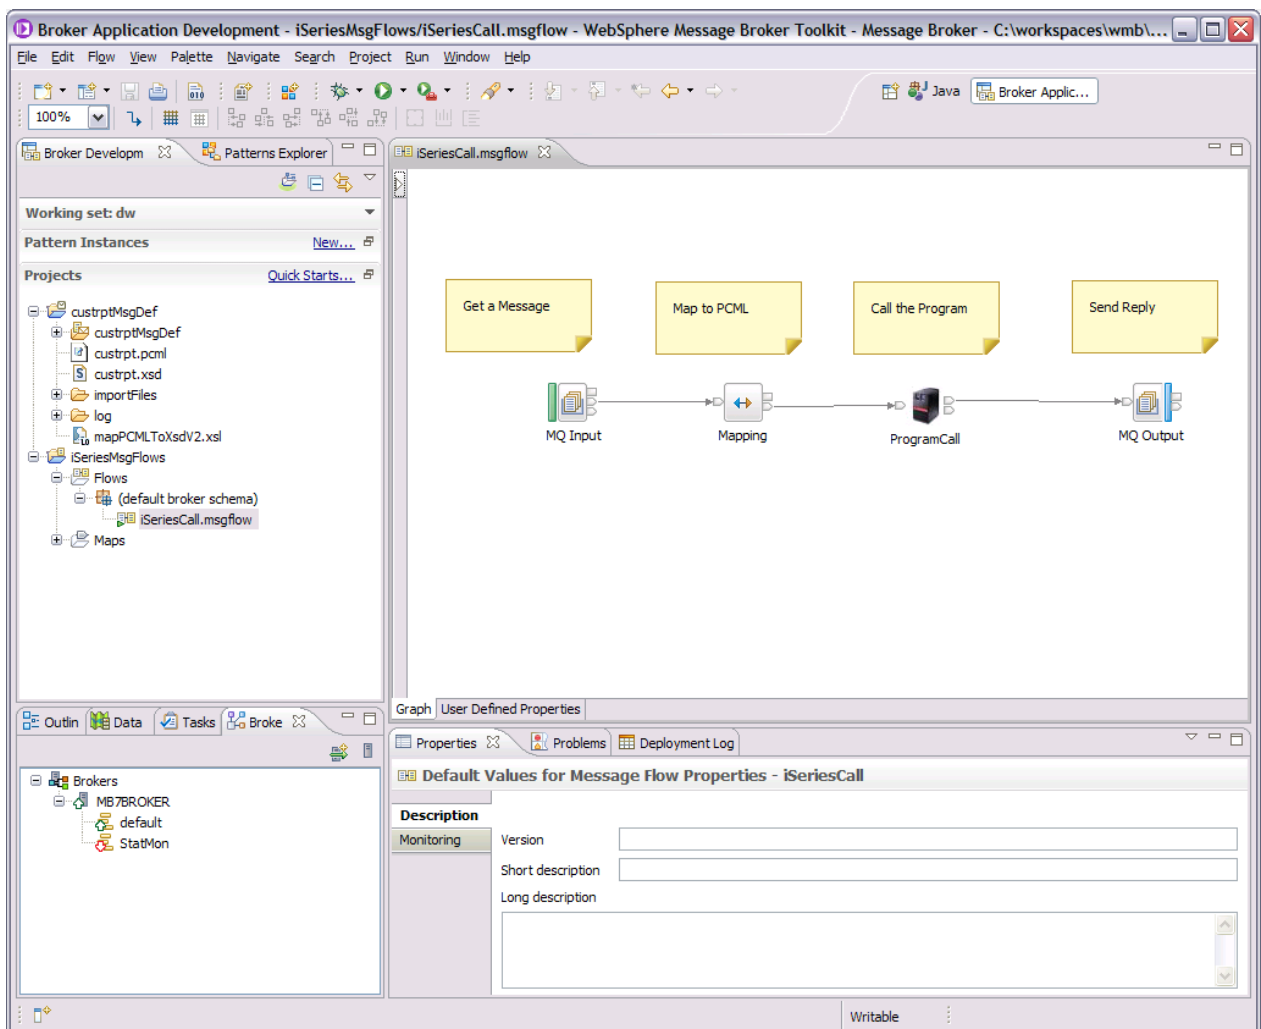 Broker Application Development - iSeriesMsgFlows/iSeriesCall.msgflow - WebSphere Message Broker Toolkit - Message Broker - C:\workspaces\wmb\...
File Edit Flow View Palette Navigate Search Project Run Window Help
Java Broker Applic...
100%
Broker Developm Patterns Explorer
iSeriesCall.msgflow
Working set: dw
Pattern Instances New...
Projects Quick Starts...
custrptMsgDef
custrptMsgDef
custrpt.pcml
custrpt.xsd
importFiles
log
mapPCMLToXsdV2.xsl
iSeriesMsgFlows
Flows
(default broker schema)
iSeriesCall.msgflow
Maps
Get a Message Map to PCML Call the Program Send Reply
MQ Input Mapping ProgramCall MQ Output
Graph User Defined Properties
Outlin Data Tasks Broke
Brokers
MB7BROKER
default
StatMon
Properties Problems Deployment Log
Default Values for Message Flow Properties - iSeriesCall
Description
Monitoring
Version
Short description
Long description
Writable